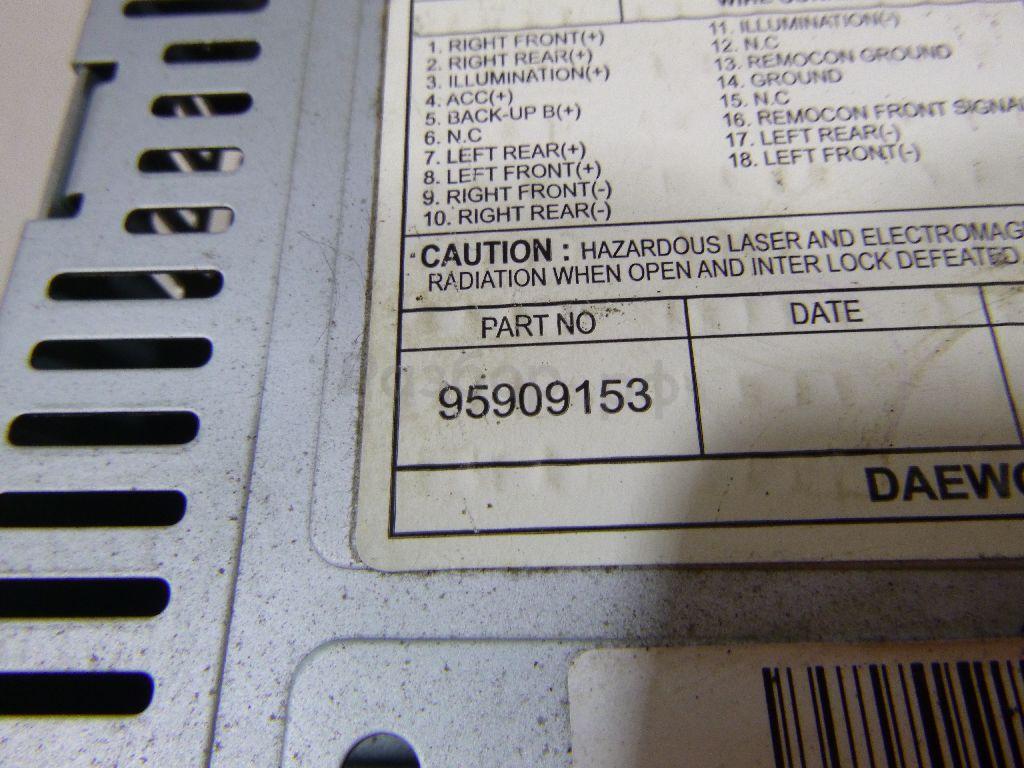 1. RIGHT FRONT(+)
2. RIGHT REAR(+)
3. ILLUMINATION(+)
4. ACC(+)
5. BACK-UP B(+)
6. N.C
7. LEFT REAR(+)
8. LEFT FRONT(+)
9. RIGHT FRONT(-)
10. RIGHT REAR(-)
11. ILLUMINATION(-)
12. N.C
13. REMOCON GROUND
14. GROUND
15. N.C
16. REMOCON FRONT SIGNA
17. LEFT REAR(-)
18. LEFT FRONT(-)
CAUTION : HAZARDOUS LASER AND ELECTROMAG
RADIATION WHEN OPEN AND INTER LOCK DEFEATED.
PART NO DATE
95909153
DAEWO